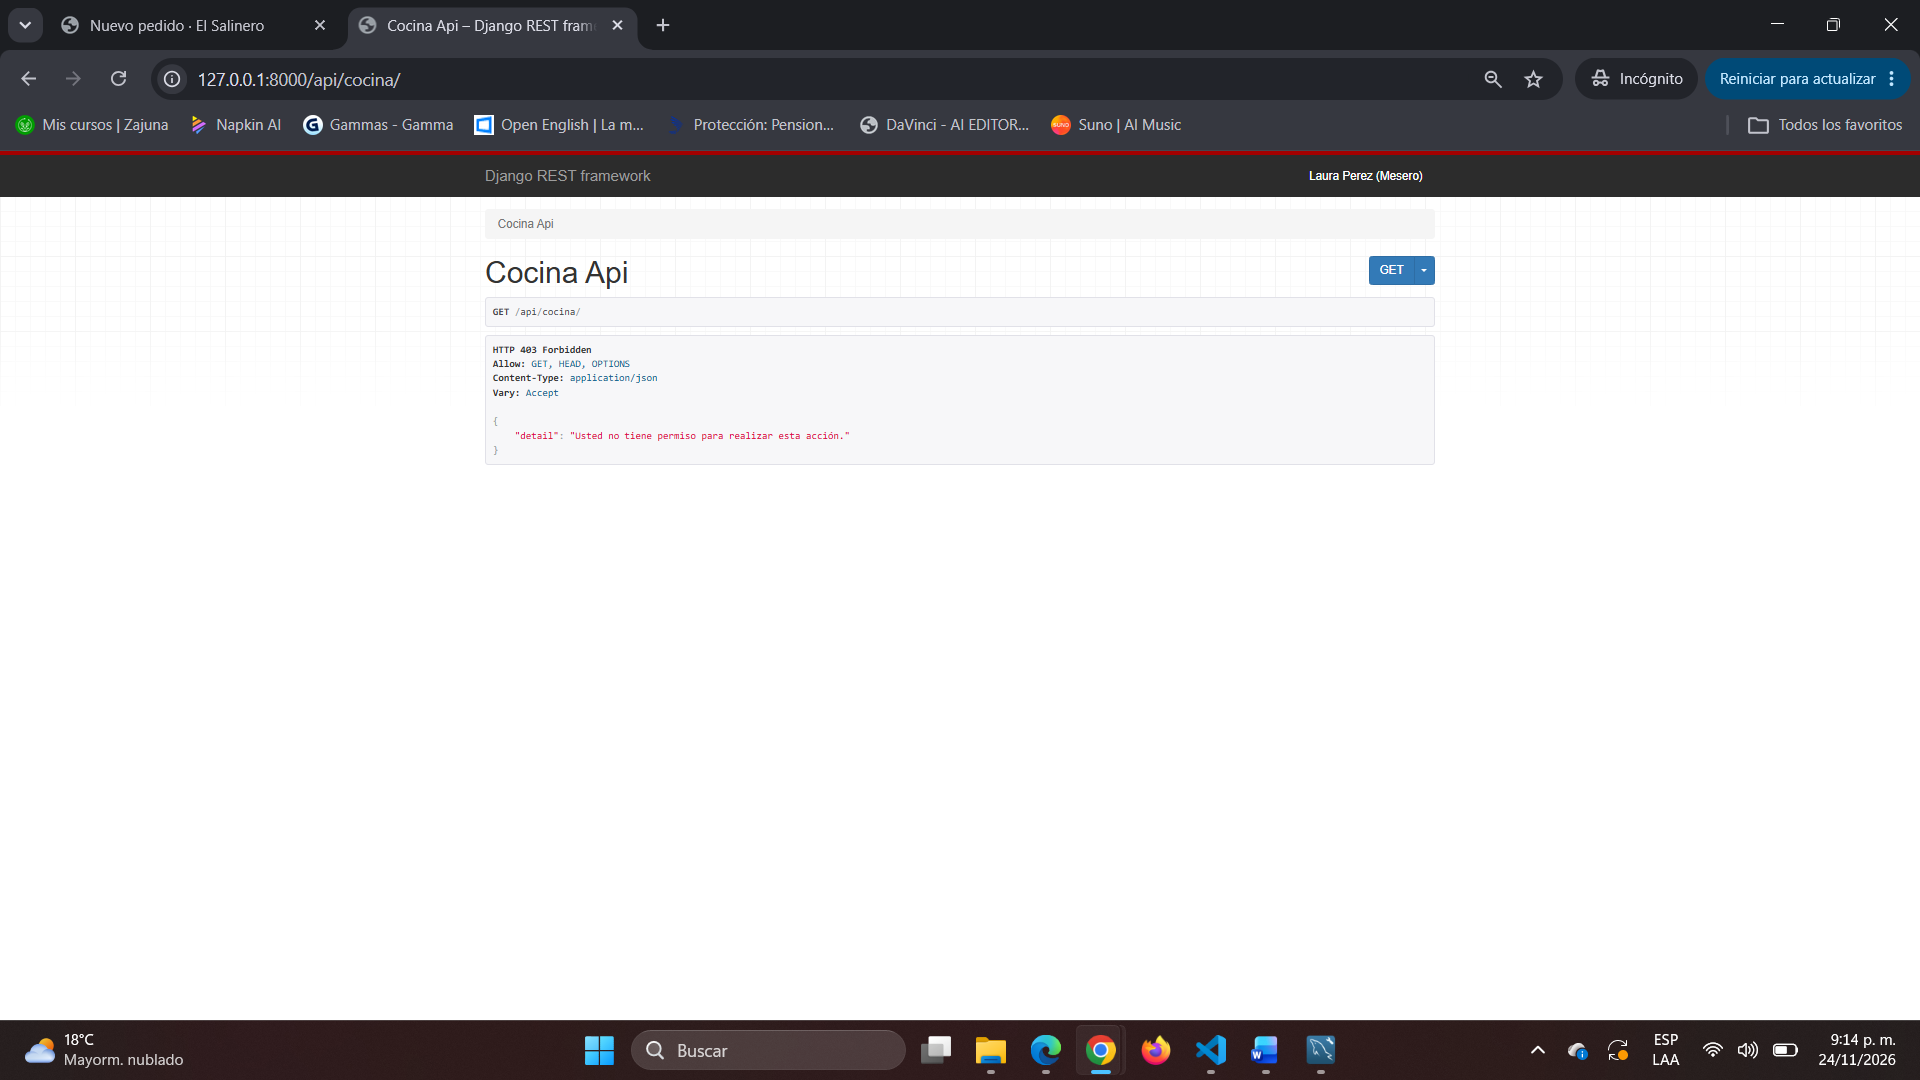 Nuevo pedido · El Salinero
Cocina Api – Django REST fram
127.0.0.1:8000/api/cocina/
Incógnito
Reiniciar para actualizar
Mis cursos | Zajuna
Napkin AI
Gammas - Gamma
Open English | La m...
Protección: Pension...
DaVinci - AI EDITOR...
Suno | AI Music
Todos los favoritos
Django REST framework
Laura Perez (Mesero)
Cocina Api
Cocina Api
GET
GET /api/cocina/
HTTP 403 Forbidden
Allow: GET, HEAD, OPTIONS
Content-Type: application/json
Vary: Accept
{
"detail": "Usted no tiene permiso para realizar esta acción."
}
18°C
Mayorm. nublado
Buscar
ESP
LAA
9:14 p. m.
24/11/2026